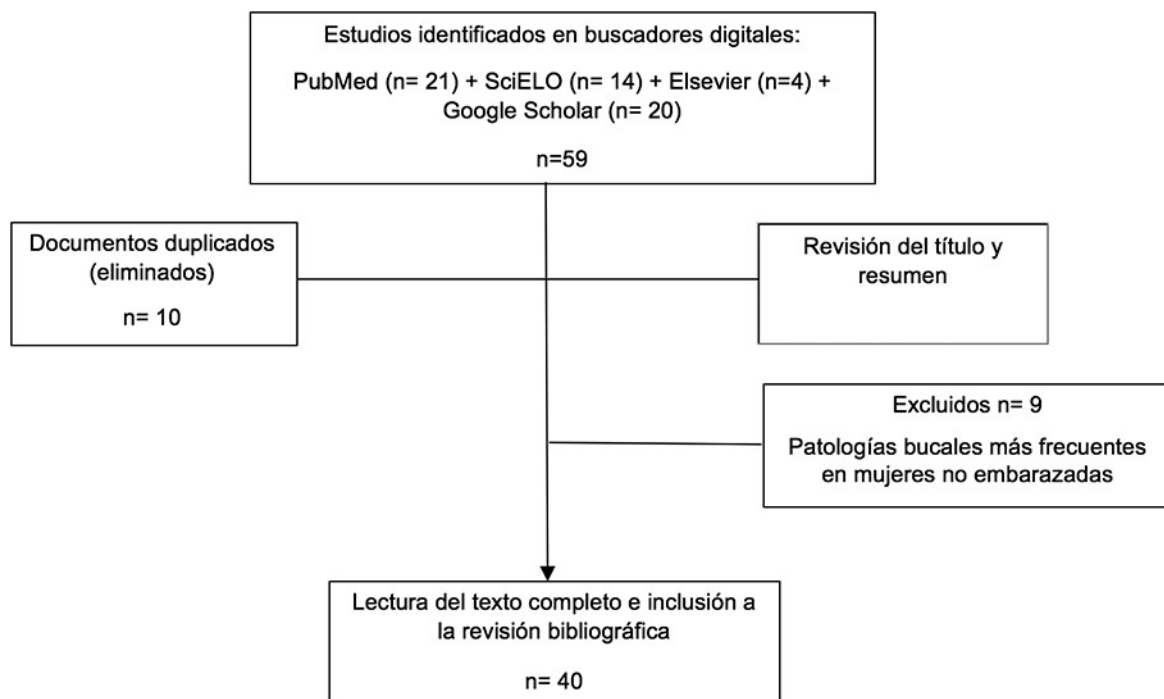 Estudios identificados en buscadores digitales:
PubMed (n= 21) + SciELO (n= 14) + Elsevier (n=4) +
Google Scholar (n= 20)
n=59
Documentos duplicados
(eliminados)
n= 10
Revisión del título y
resumen
Excluidos n= 9
Patologías bucales más frecuentes
en mujeres no embarazadas
Lectura del texto completo e inclusión a
la revisión bibliográfica
n= 40